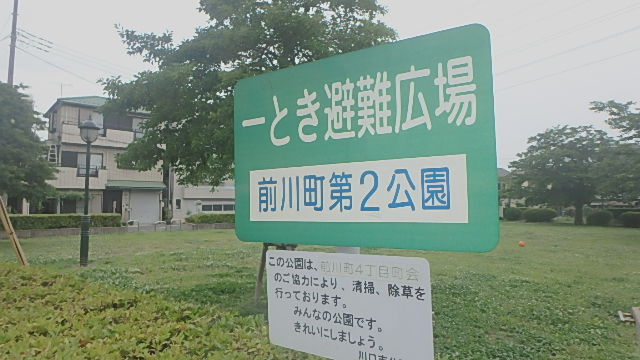 一とき避難広場
前川町第2公園
この公園は、前川町4丁目町会
のご協力により、清掃、除草を
行っております。
みんなの公園です。
きれいにしましょう。
川口市